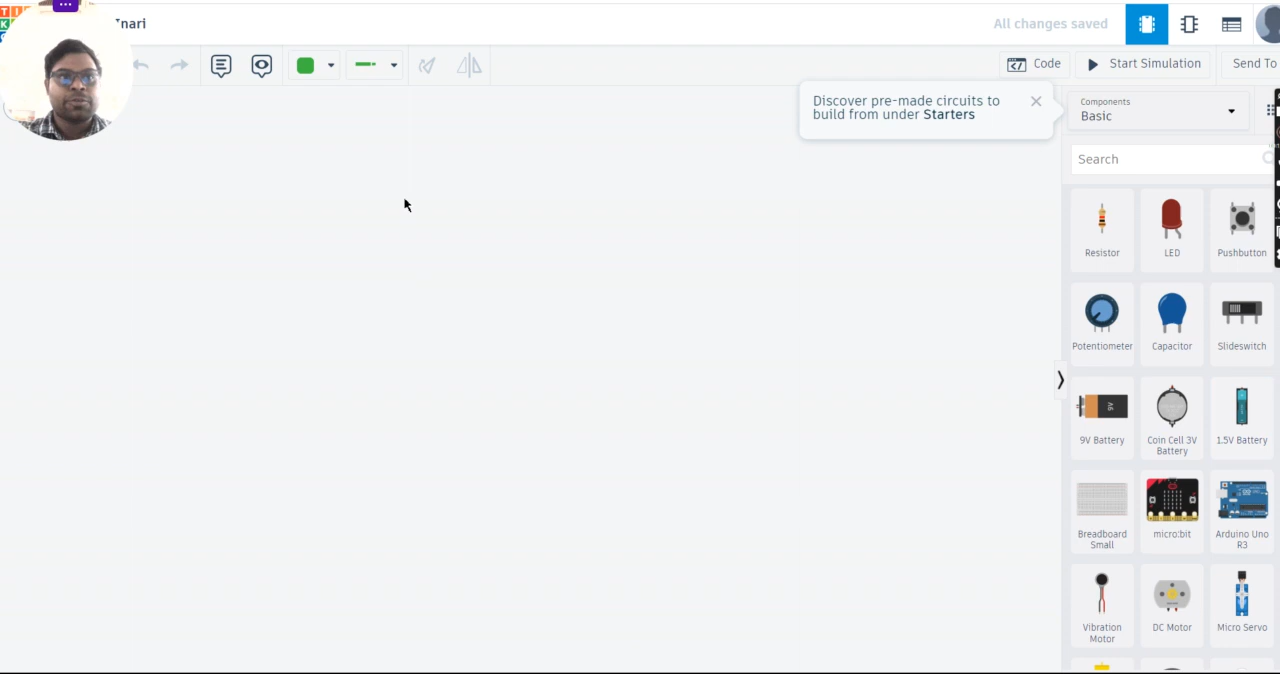 nari
All changes saved
Code
Start Simulation
Send To
Discover pre-made circuits to
build from under Starters
Components
Basic
Search
Resistor
LED
Pushbutton
Potentiometer
Capacitor
Slideswitch
9V
9V Battery
Coin Cell 3V
Battery
1.5V Battery
Breadboard
Small
micro:bit
Arduino Uno
R3
Vibration
Motor
DC Motor
Micro Servo